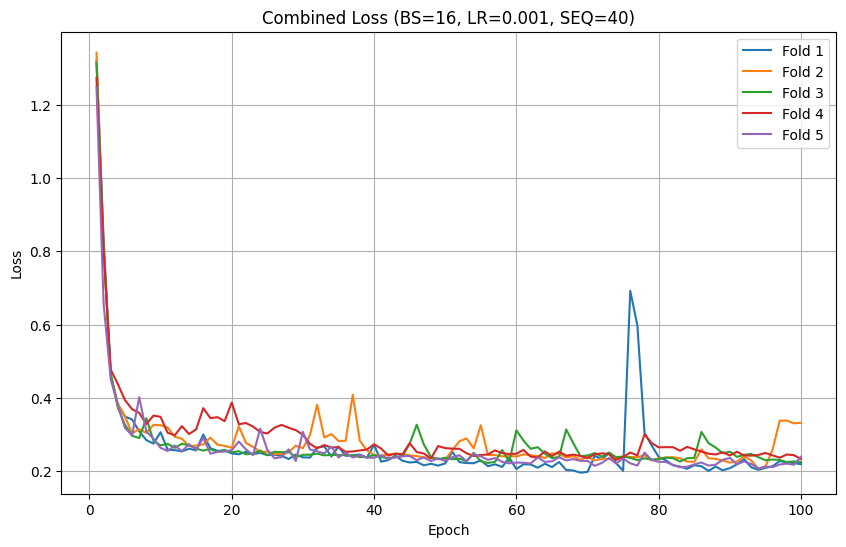 Combined Loss (BS=16, LR=0.001, SEQ=40)
Fold 1
Fold 2
Fold 3
Fold 4
Fold 5
Loss
1.2
1.0
0.8
0.6
0.4
0.2
0 20 40 60 80 100
Epoch